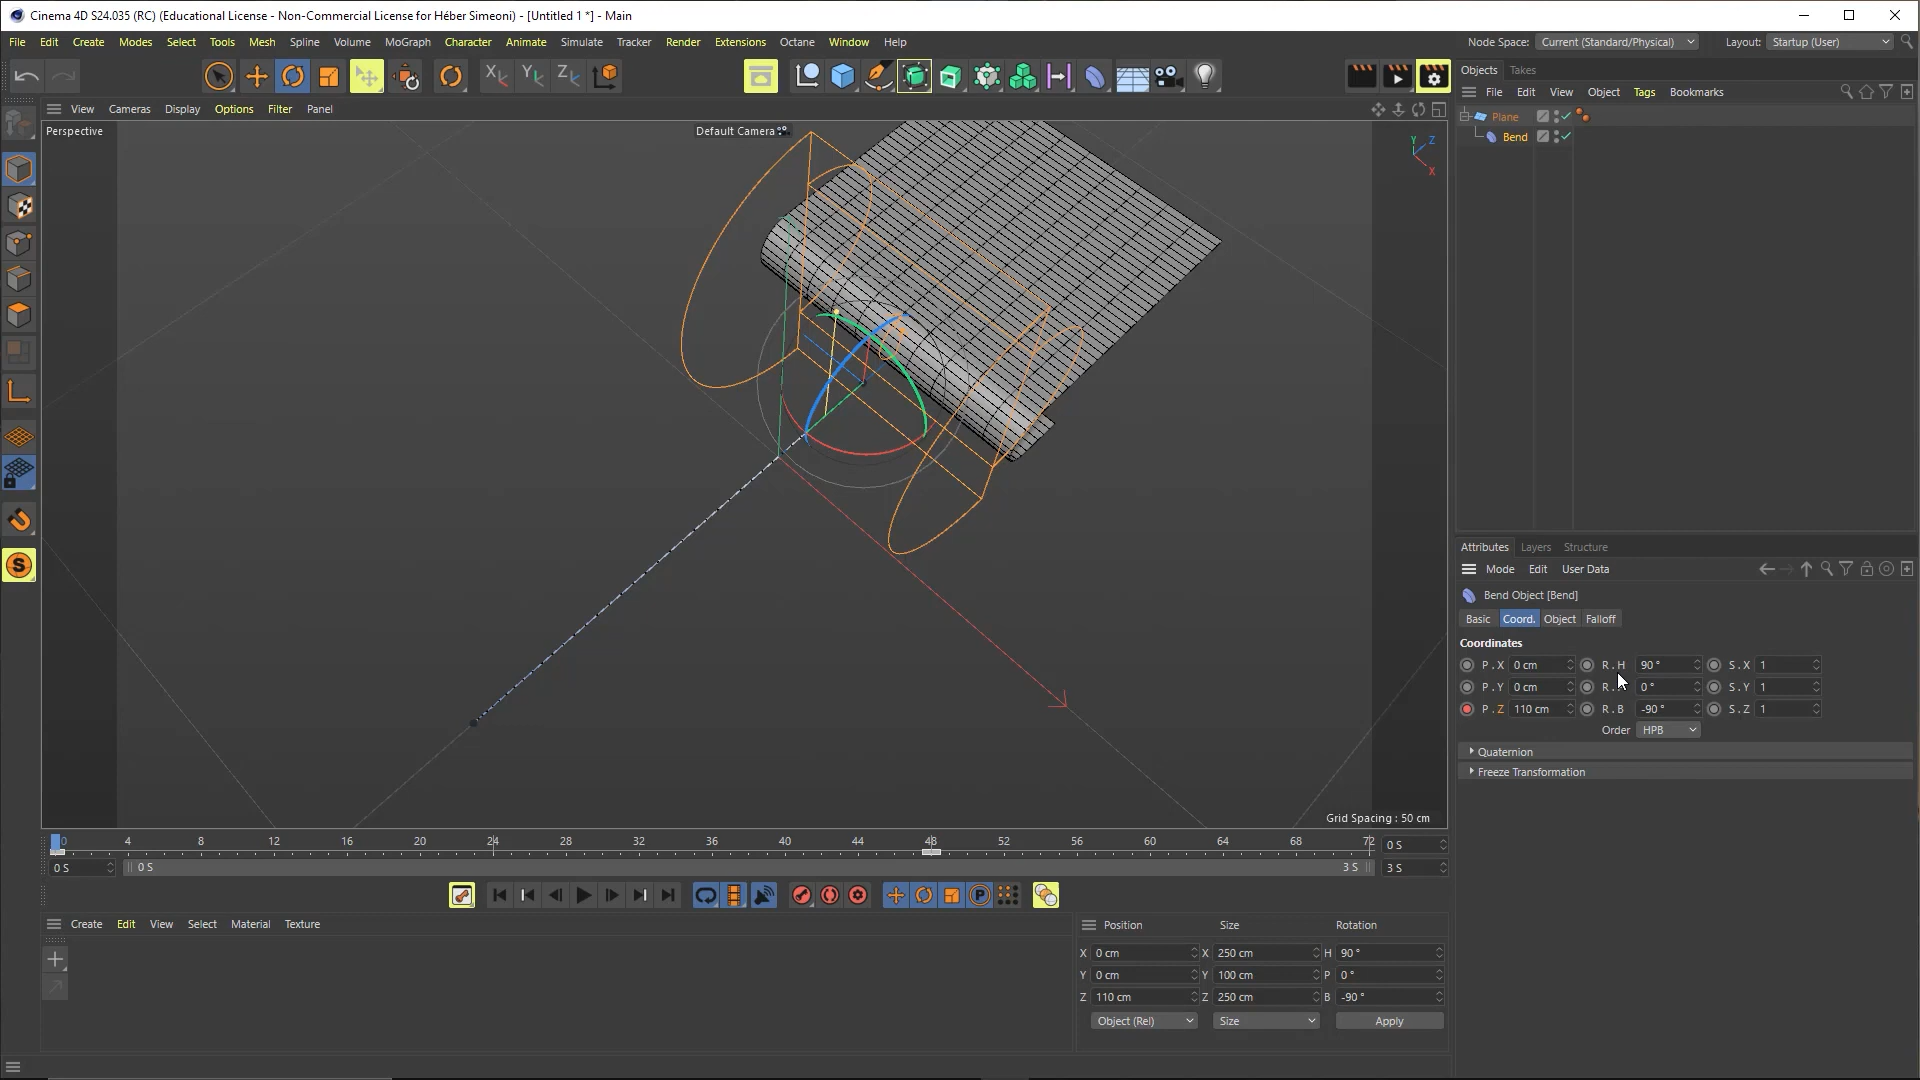 Cinema 4D S24.035 (RC) (Educational License - Non-Commercial License for Héber Simeoni) - [Untitled 1 *] - Main
File Edit Create Modes Select Tools Mesh Spline Volume MoGraph Character Animate Simulate Tracker Render Extensions Octane Window Help
Node Space: Current (Standard/Physical) Layout: Startup (User)
X Y Z
Objects Takes
File Edit View Object Tags Bookmarks
View Cameras Display Options Filter Panel
Perspective
Default Camera
Y Z
X
Plane
Bend
Attributes Layers Structure
Mode Edit User Data
Bend Object [Bend]
Basic Coord. Object Falloff
Coordinates
P . X 0 cm R . H 90 ° S . X 1
P . Y 0 cm R . 0 ° S . Y 1
P . Z 110 cm R . B -90 ° S . Z 1
Order HPB
Quaternion
Freeze Transformation
Grid Spacing : 50 cm
S
0 4 8 12 16 20 24 28 32 36 40 44 48 52 56 60 64 68 72
0 S
0 S 0 S 3 S 3 S
P
Create Edit View Select Material Texture
Position Size Rotation
X 0 cm X 250 cm H 90 °
Y 0 cm Y 100 cm P 0 °
Z 110 cm Z 250 cm B -90 °
Object (Rel) Size Apply